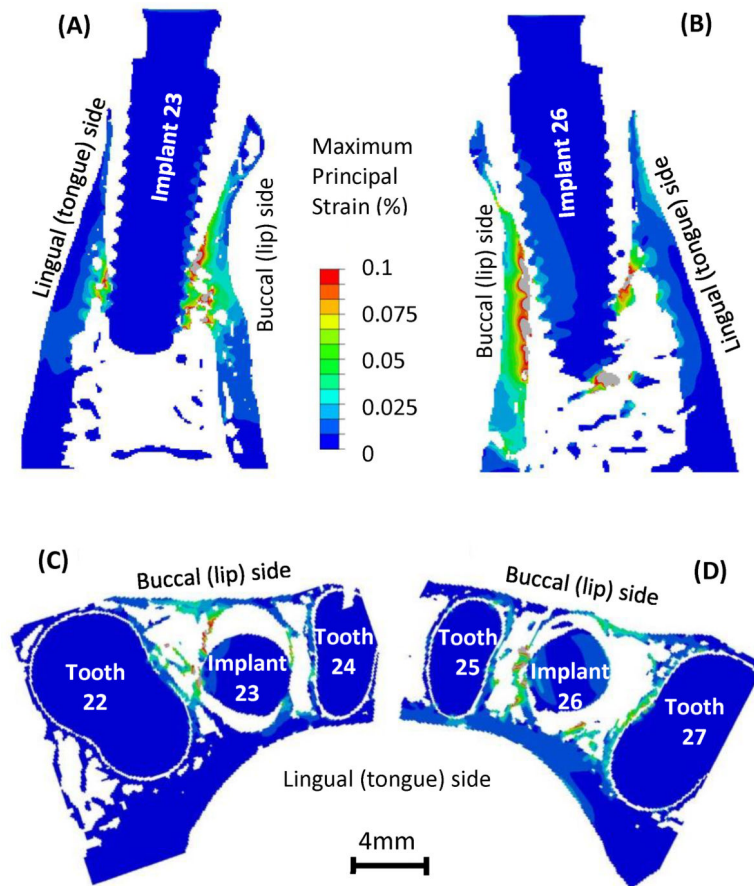 (A)
(B)
Lingual (tongue) side
Implant 23
Buccal (lip) side
Maximum
Principal
Strain (%)
0.1
0.075
0.05
0.025
0
Buccal (lip) side
Implant 26
Lingual (tongue) side
(C)
Buccal (lip) side
Tooth
22
Implant
23
Tooth
24
(D)
Buccal (lip) side
Tooth
25
Implant
26
Tooth
27
Lingual (tongue) side
4mm